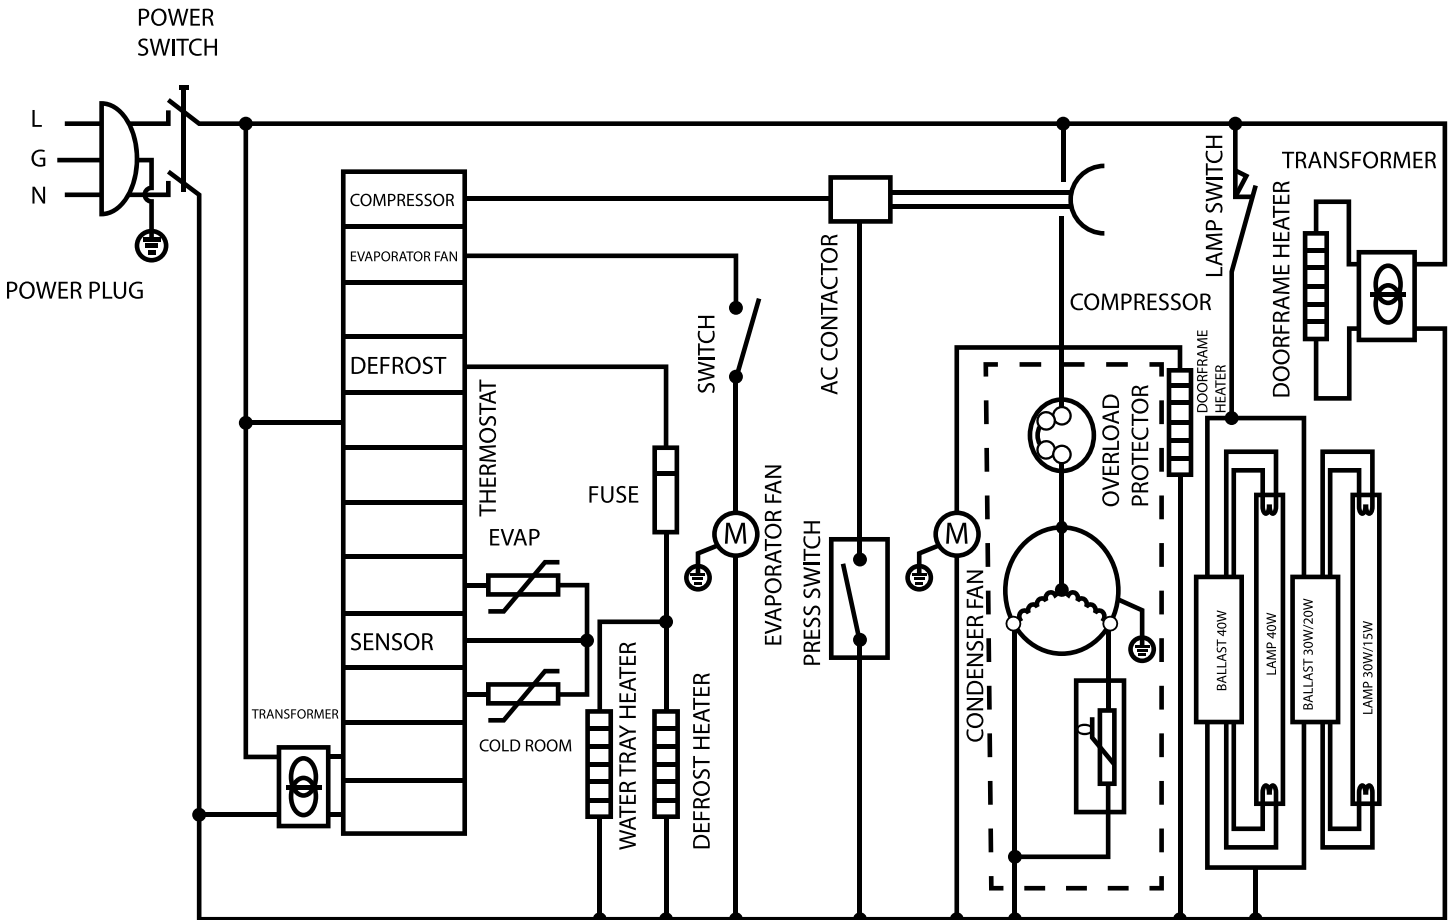 POWER
SWITCH
L
G
N
POWER PLUG
COMPRESSOR
EVAPORATOR FAN
DEFROST
SENSOR
THERMOSTAT
TRANSFORMER
EVAP
COLD ROOM
FUSE
WATER TRAY HEATER
DEFROST HEATER
SWITCH
M
EVAPORATOR FAN
AC CONTACTOR
PRESS SWITCH
M
CONDENSER FAN
COMPRESSOR
OVERLOAD
PROTECTOR
DOORFRAME
HEATER
LAMP SWITCH
TRANSFORMER
DOORFRAME HEATER
BALLAST 40W
LAMP 40W
BALLAST 30W/20W
LAMP 30W/15W